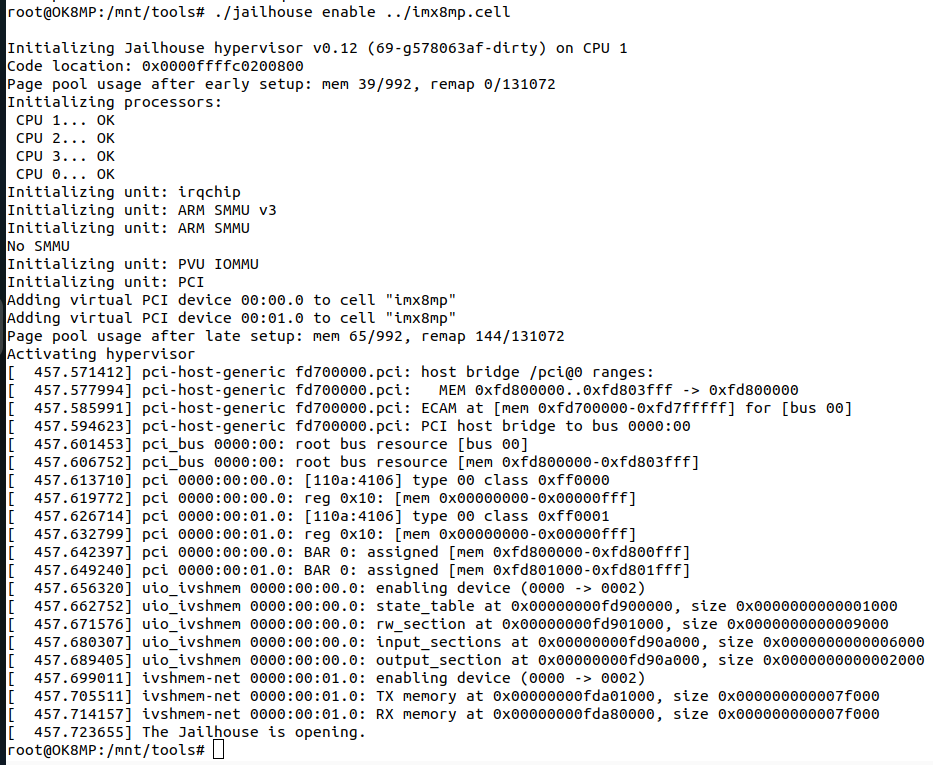 root@OK8MP:/mnt/tools# ./jailhouse enable ../imx8mp.cell
Initializing Jailhouse hypervisor v0.12 (69-g578063af-dirty) on CPU 1
Code location: 0x0000ffffc0200800
Page pool usage after early setup: mem 39/992, remap 0/131072
Initializing processors:
 CPU 1... OK
 CPU 2... OK
 CPU 3... OK
 CPU 0... OK
Initializing unit: irqchip
Initializing unit: ARM SMMU v3
Initializing unit: ARM SMMU
No SMMU
Initializing unit: PVU IOMMU
Initializing unit: PCI
Adding virtual PCI device 00:00.0 to cell "imx8mp"
Adding virtual PCI device 00:01.0 to cell "imx8mp"
Page pool usage after late setup: mem 65/992, remap 144/131072
Activating hypervisor
[  457.571412] pci-host-generic fd700000.pci: host bridge /pci@0 ranges:
[  457.577994] pci-host-generic fd700000.pci:   MEM 0xfd800000..0xfd803fff -> 0xfd800000
[  457.585991] pci-host-generic fd700000.pci: ECAM at [mem 0xfd700000-0xfd7fffff] for [bus 00]
[  457.594623] pci-host-generic fd700000.pci: PCI host bridge to bus 0000:00
[  457.601453] pci_bus 0000:00: root bus resource [bus 00]
[  457.606752] pci_bus 0000:00: root bus resource [mem 0xfd800000-0xfd803fff]
[  457.613710] pci 0000:00:00.0: [110a:4106] type 00 class 0xff0000
[  457.619772] pci 0000:00:00.0: reg 0x10: [mem 0x00000000-0x00000fff]
[  457.626714] pci 0000:00:01.0: [110a:4106] type 00 class 0xff0001
[  457.632799] pci 0000:00:01.0: reg 0x10: [mem 0x00000000-0x00000fff]
[  457.642397] pci 0000:00:00.0: BAR 0: assigned [mem 0xfd800000-0xfd800fff]
[  457.649240] pci 0000:00:01.0: BAR 0: assigned [mem 0xfd801000-0xfd801fff]
[  457.656320] uio_ivshmem 0000:00:00.0: enabling device (0000 -> 0002)
[  457.662752] uio_ivshmem 0000:00:00.0: state_table at 0x00000000fd900000, size 0x0000000000001000
[  457.671576] uio_ivshmem 0000:00:00.0: rw_section at 0x00000000fd901000, size 0x0000000000009000
[  457.680307] uio_ivshmem 0000:00:00.0: input_sections at 0x00000000fd90a000, size 0x0000000000006000
[  457.689405] uio_ivshmem 0000:00:00.0: output_section at 0x00000000fd90a000, size 0x0000000000002000
[  457.699011] ivshmem-net 0000:00:01.0: enabling device (0000 -> 0002)
[  457.705511] ivshmem-net 0000:00:01.0: TX memory at 0x00000000fda01000, size 0x000000000007f000
[  457.714157] ivshmem-net 0000:00:01.0: RX memory at 0x00000000fda80000, size 0x000000000007f000
[  457.723655] The Jailhouse is opening.
root@OK8MP:/mnt/tools#